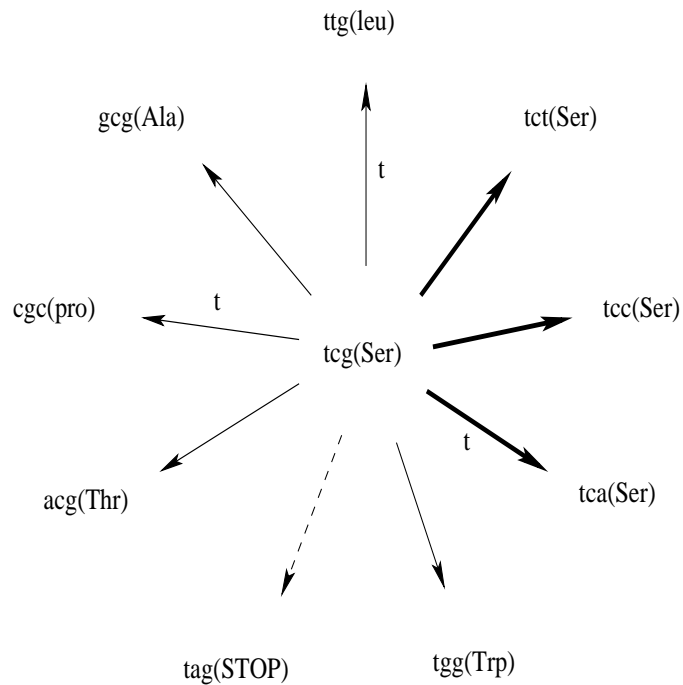 ttg(leu)
gcg(Ala)
tct(Ser)
t
cgc(pro)
t
tcc(Ser)
tcg(Ser)
t
acg(Thr)
tca(Ser)
tag(STOP)
tgg(Trp)